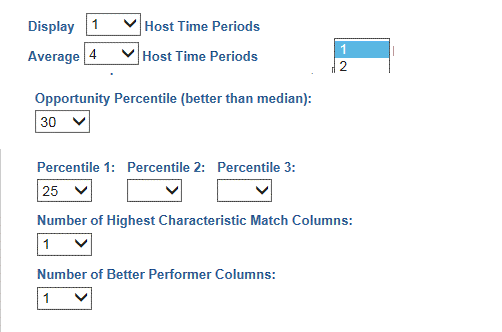 Display 1 Host Time Periods
Average 4 Host Time Periods
1
2
Opportunity Percentile (better than median):
30
Percentile 1: Percentile 2: Percentile 3:
25
Number of Highest Characteristic Match Columns:
1
Number of Better Performer Columns:
1